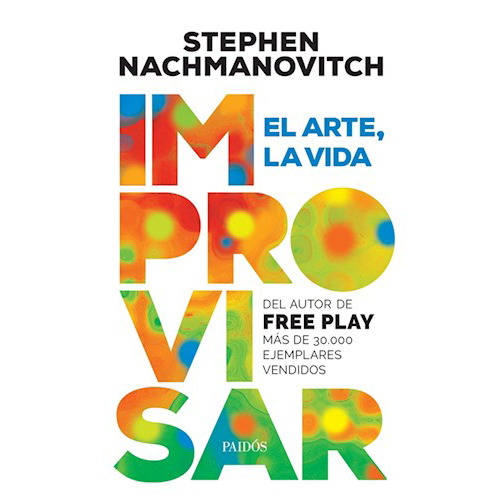 STEPHEN
NACHMANOVITCH
IM
EL ARTE,
LA VIDA
PRO
VI
DEL AUTOR DE
FREE PLAY
MÁS DE 30.000
EJEMPLARES
VENDIDOS
SAR
PAIDÓS